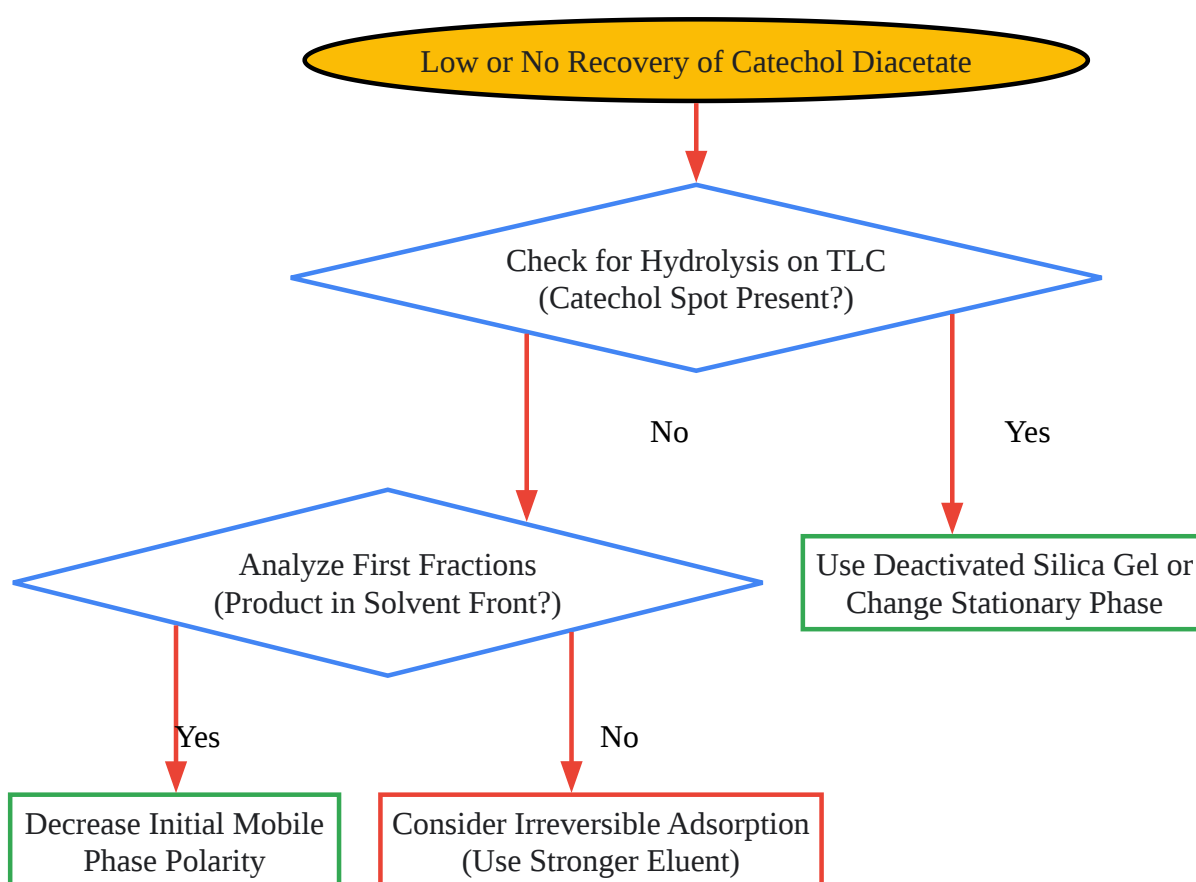 Low or No Recovery of Catechol Diacetate
Check for Hydrolysis on TLC
(Catechol Spot Present?)
No
Yes
Analyze First Fractions
(Product in Solvent Front?)
Use Deactivated Silica Gel or
Change Stationary Phase
Yes
No
Decrease Initial Mobile
Phase Polarity
Consider Irreversible Adsorption
(Use Stronger Eluent)